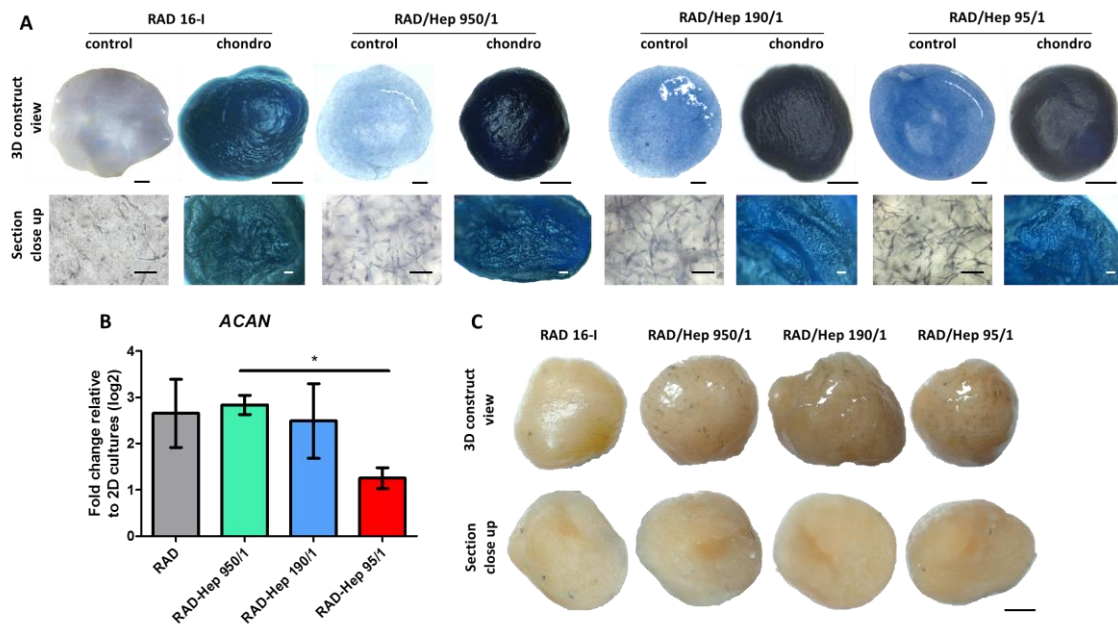 A
RAD 16-I
RAD/Hep 950/1
RAD/Hep 190/1
RAD/Hep 95/1
control
chondro
control
chondro
control
chondro
control
chondro
3D construct
view
Section
close up
B
ACAN
*
Fold change relative
to 2D cultures (log2)
4
3
2
1
0
RAD
RAD-Hep 950/1
RAD-Hep 190/1
RAD-Hep 95/1
C
RAD 16-I
RAD/Hep 950/1
RAD/Hep 190/1
RAD/Hep 95/1
3D construct
view
Section
close up